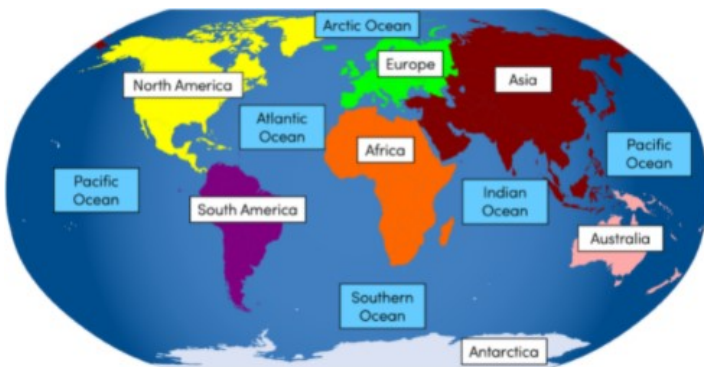 Arctic Ocean
Europe
North America
Asia
Atlantic
Ocean
Africa
Pacific
Ocean
Pacific
Ocean
Indian
Ocean
South America
Australia
Southern
Ocean
Antarctica